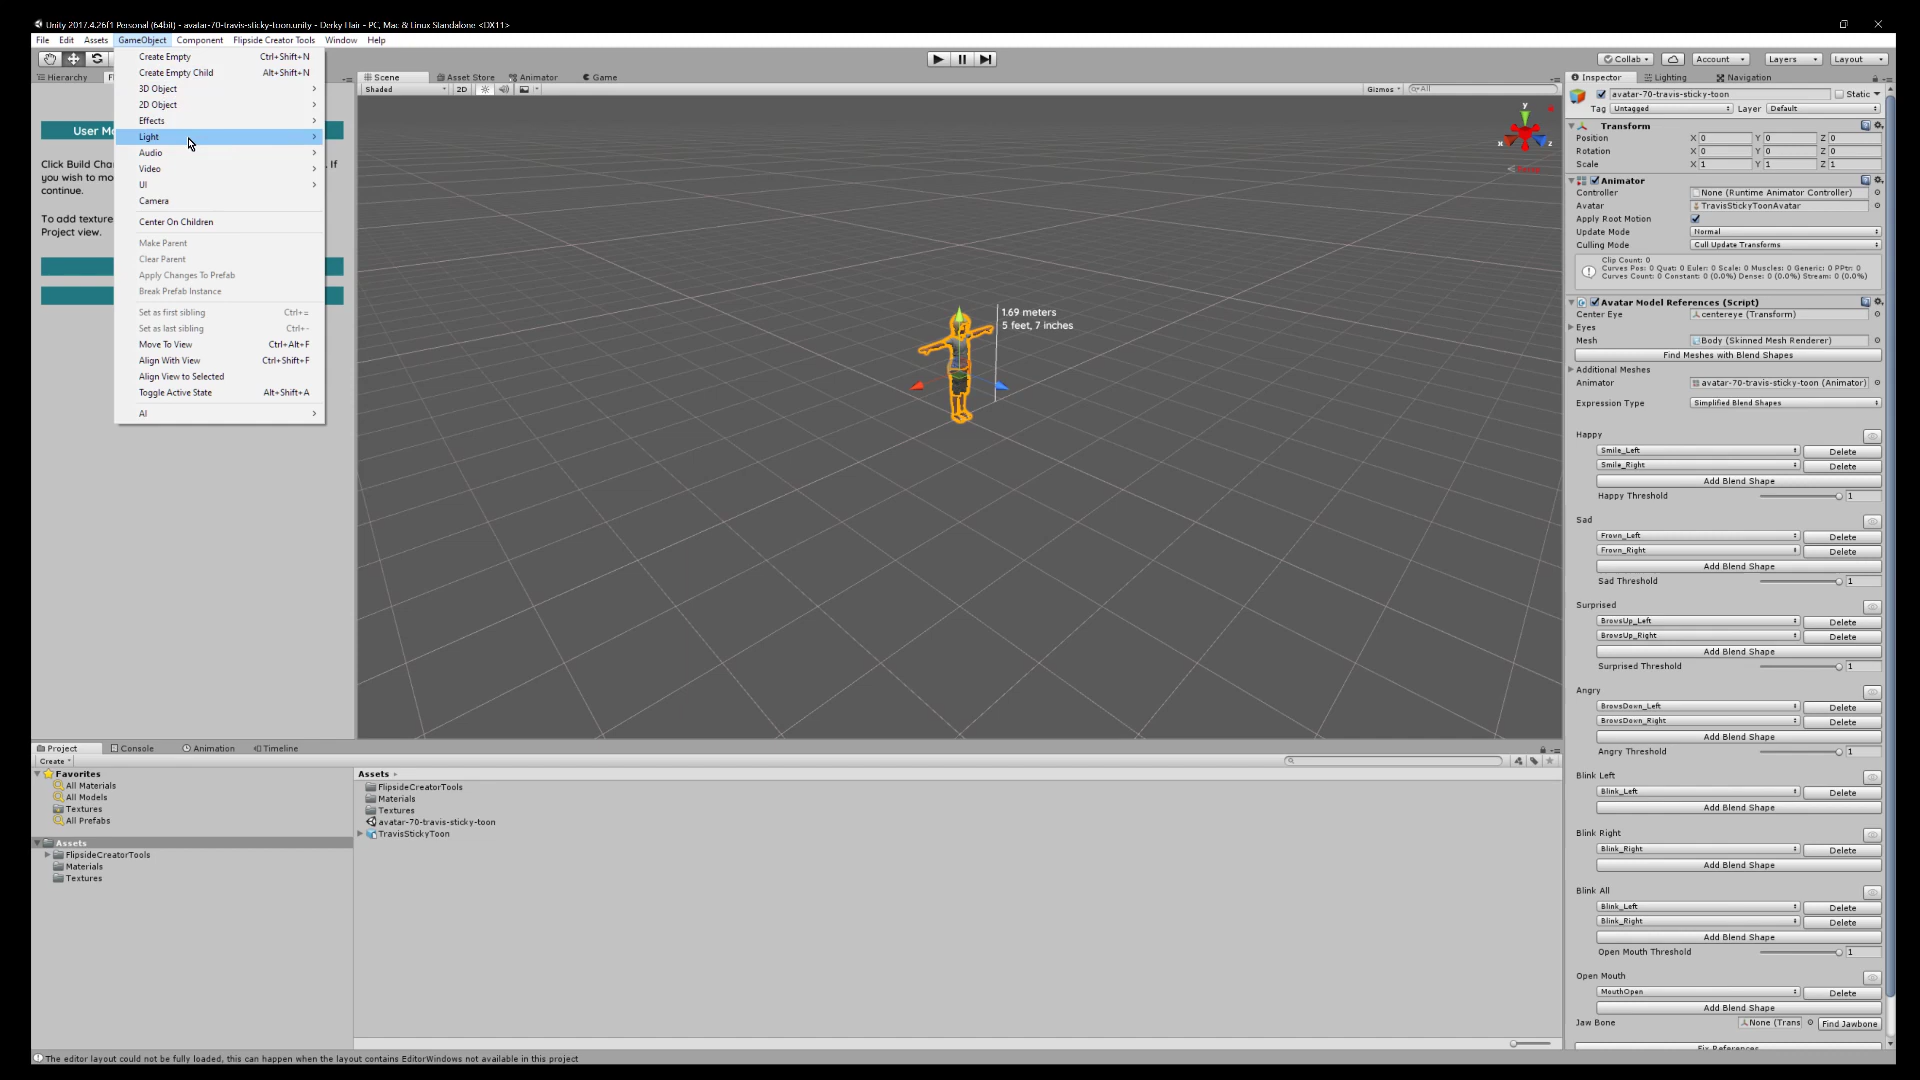 Unity 2017.4.26f1 Personal (64bit) - avatar-70-travis-sticky-toon.unity - Derky Hair - PC, Mac & Linux Standalone <DX11>
File Edit Assets GameObject Component Flipside Creator Tools Window Help
Collab Account Layers Layout
Hierarchy
Scene Asset Store Animator Game
Inspector Lighting Navigation
Shaded 2D Gizmos All
Create Empty Ctrl+Shift+N
Create Empty Child Alt+Shift+N
3D Object
2D Object
Effects
Light
Audio
Video
UI
Camera
Center On Children
Make Parent
Clear Parent
Apply Changes To Prefab
Break Prefab Instance
Set as first sibling Ctrl+=
Set as last sibling Ctrl+-
Move To View Ctrl+Alt+F
Align With View Ctrl+Shift+F
Align View to Selected
Toggle Active State Alt+Shift+A
AI
User
Click Build If
you wish to
continue.
To add
Project view.
y
x z
1.69 meters
5 feet, 7 inches
avatar-70-travis-sticky-toon Static
Tag Untagged Layer Default
Transform
Position X 0 Y 0 Z 0
Rotation X 0 Y 0 Z 0
Scale X 1 Y 1 Z 1
Animator
Controller None (Runtime Animator Controller)
Avatar TravisStickyToonAvatar
Apply Root Motion
Update Mode Normal
Culling Mode Cull Update Transforms
Clip Count: 0
Curves Pos: 0 Quat: 0 Euler: 0 Scale: 0 Muscles: 0 Generic: 0 PPtr: 0
Curves Count: 0 Constant: 0 (0.0%) Dense: 0 (0.0%) Stream: 0 (0.0%)
Avatar Model References (Script)
Center Eye centereye (Transform)
Eyes
Mesh Body (Skinned Mesh Renderer)
Find Meshes with Blend Shapes
Additional Meshes
Animator avatar-70-travis-sticky-toon (Animator)
Expression Type Simplified Blend Shapes
Happy
Smile_Left Delete
Smile_Right Delete
Add Blend Shape
Happy Threshold 1
Sad
Frown_Left Delete
Frown_Right Delete
Add Blend Shape
Sad Threshold 1
Surprised
BrowsUp_Left Delete
BrowsUp_Right Delete
Add Blend Shape
Surprised Threshold 1
Angry
BrowsDown_Left Delete
BrowsDown_Right Delete
Add Blend Shape
Angry Threshold 1
Blink Left
Blink_Left Delete
Add Blend Shape
Blink Right
Blink_Right Delete
Add Blend Shape
Blink All
Blink_Left Delete
Blink_Right Delete
Add Blend Shape
Open Mouth Threshold 1
Open Mouth
MouthOpen Delete
Add Blend Shape
Jaw Bone None (Trans Find Jawbone
Fix References
Project Console Animation Timeline
Create
Favorites
All Materials
All Models
Textures
All Prefabs
Assets
FlipsideCreatorTools
Materials
Textures
Assets
FlipsideCreatorTools
Materials
Textures
avatar-70-travis-sticky-toon
TravisStickyToon
The editor layout could not be fully loaded, this can happen when the layout contains EditorWindows not available in this project